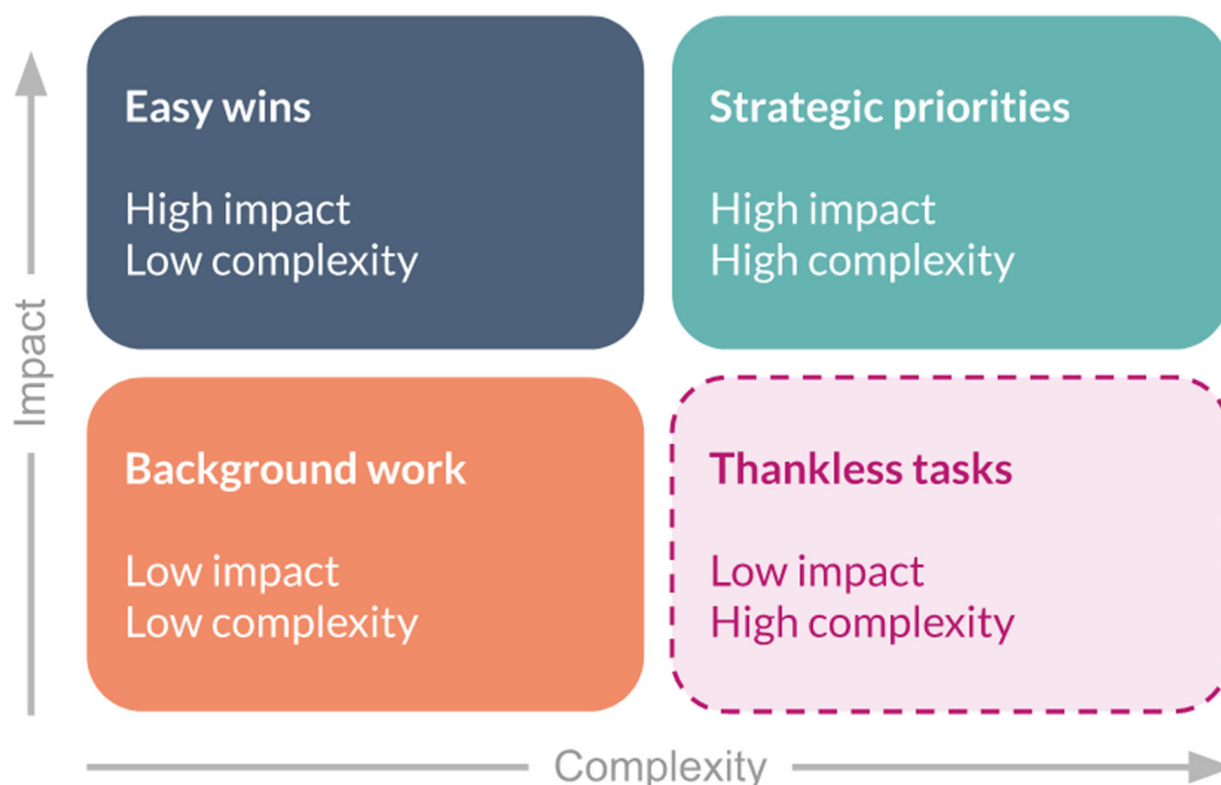 Easy wins
High impact
Low complexity
Strategic priorities
High impact
High complexity
Impact
Background work
Low impact
Low complexity
Thankless tasks
Low impact
High complexity
Complexity